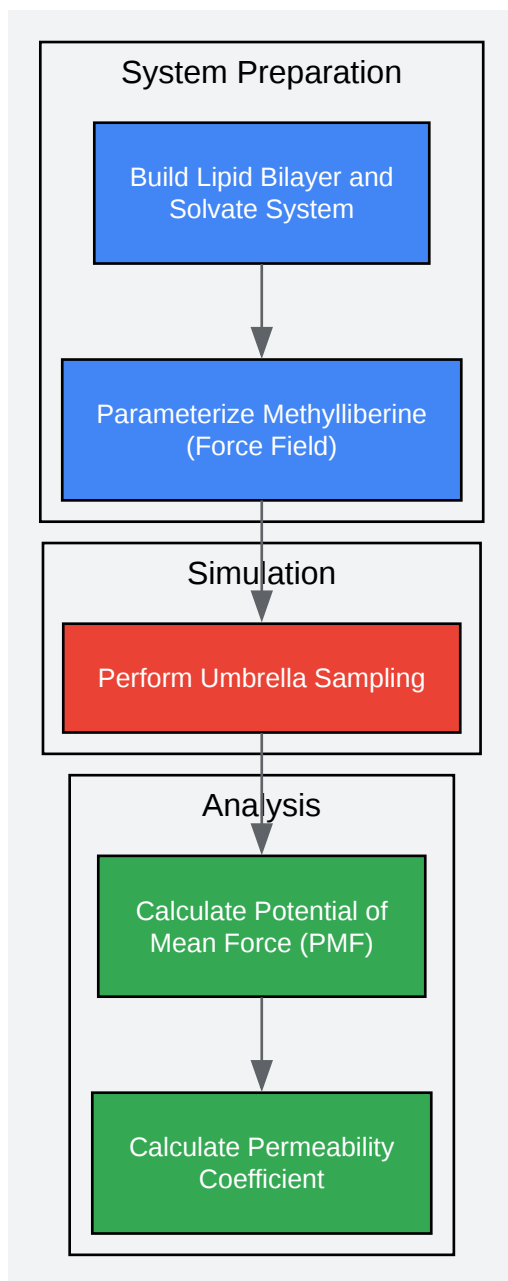 System Preparation
Build Lipid Bilayer and
Solvate System
Parameterize Methylliberine
(Force Field)
Simulation
Perform Umbrella Sampling
Analysis
Calculate Potential of
Mean Force (PMF)
Calculate Permeability
Coefficient